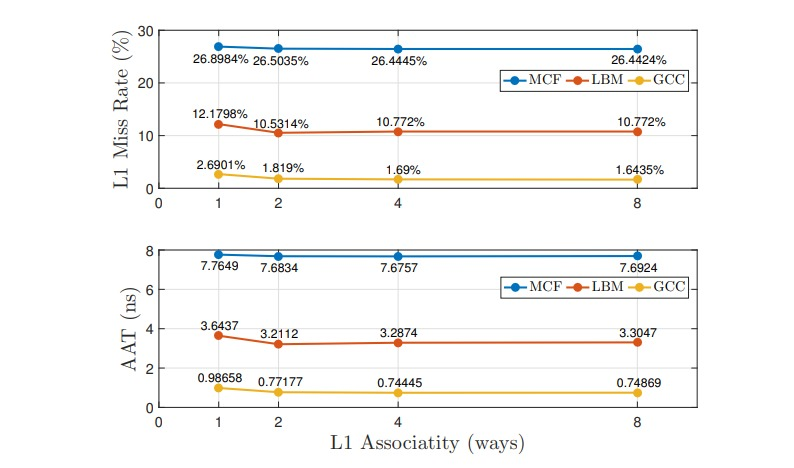 L1 Miss Rate (%)
30
20
10
0
26.8984% 26.5035% 26.4445% 26.4424%
MCF LBM GCC
12.1798% 10.5314% 10.772% 10.772%
2.6901% 1.819% 1.69% 1.6435%
0 1 2 4 8
AAT (ns)
8
6
4
2
0
7.7649 7.6834 7.6757 7.6924
MCF LBM GCC
3.6437 3.2112 3.2874 3.3047
0.98658 0.77177 0.74445 0.74869
0 1 2 4 8
L1 Associatity (ways)